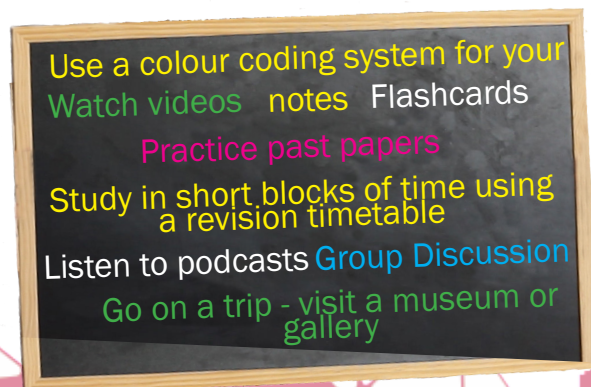 Use a colour coding system for your
Watch videos notes Flashcards
Practice past papers
Study in short blocks of time using
a revision timetable
Listen to podcasts Group Discussion
Go on a trip - visit a museum or
gallery